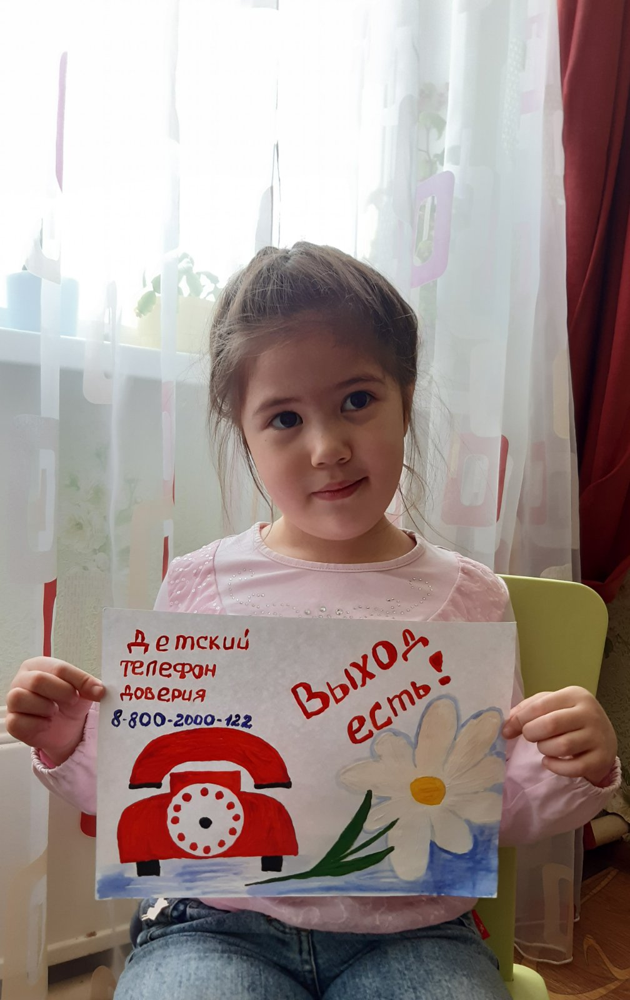 Детский
телефон
доверия
8-800-2000-122
Выход
есть!